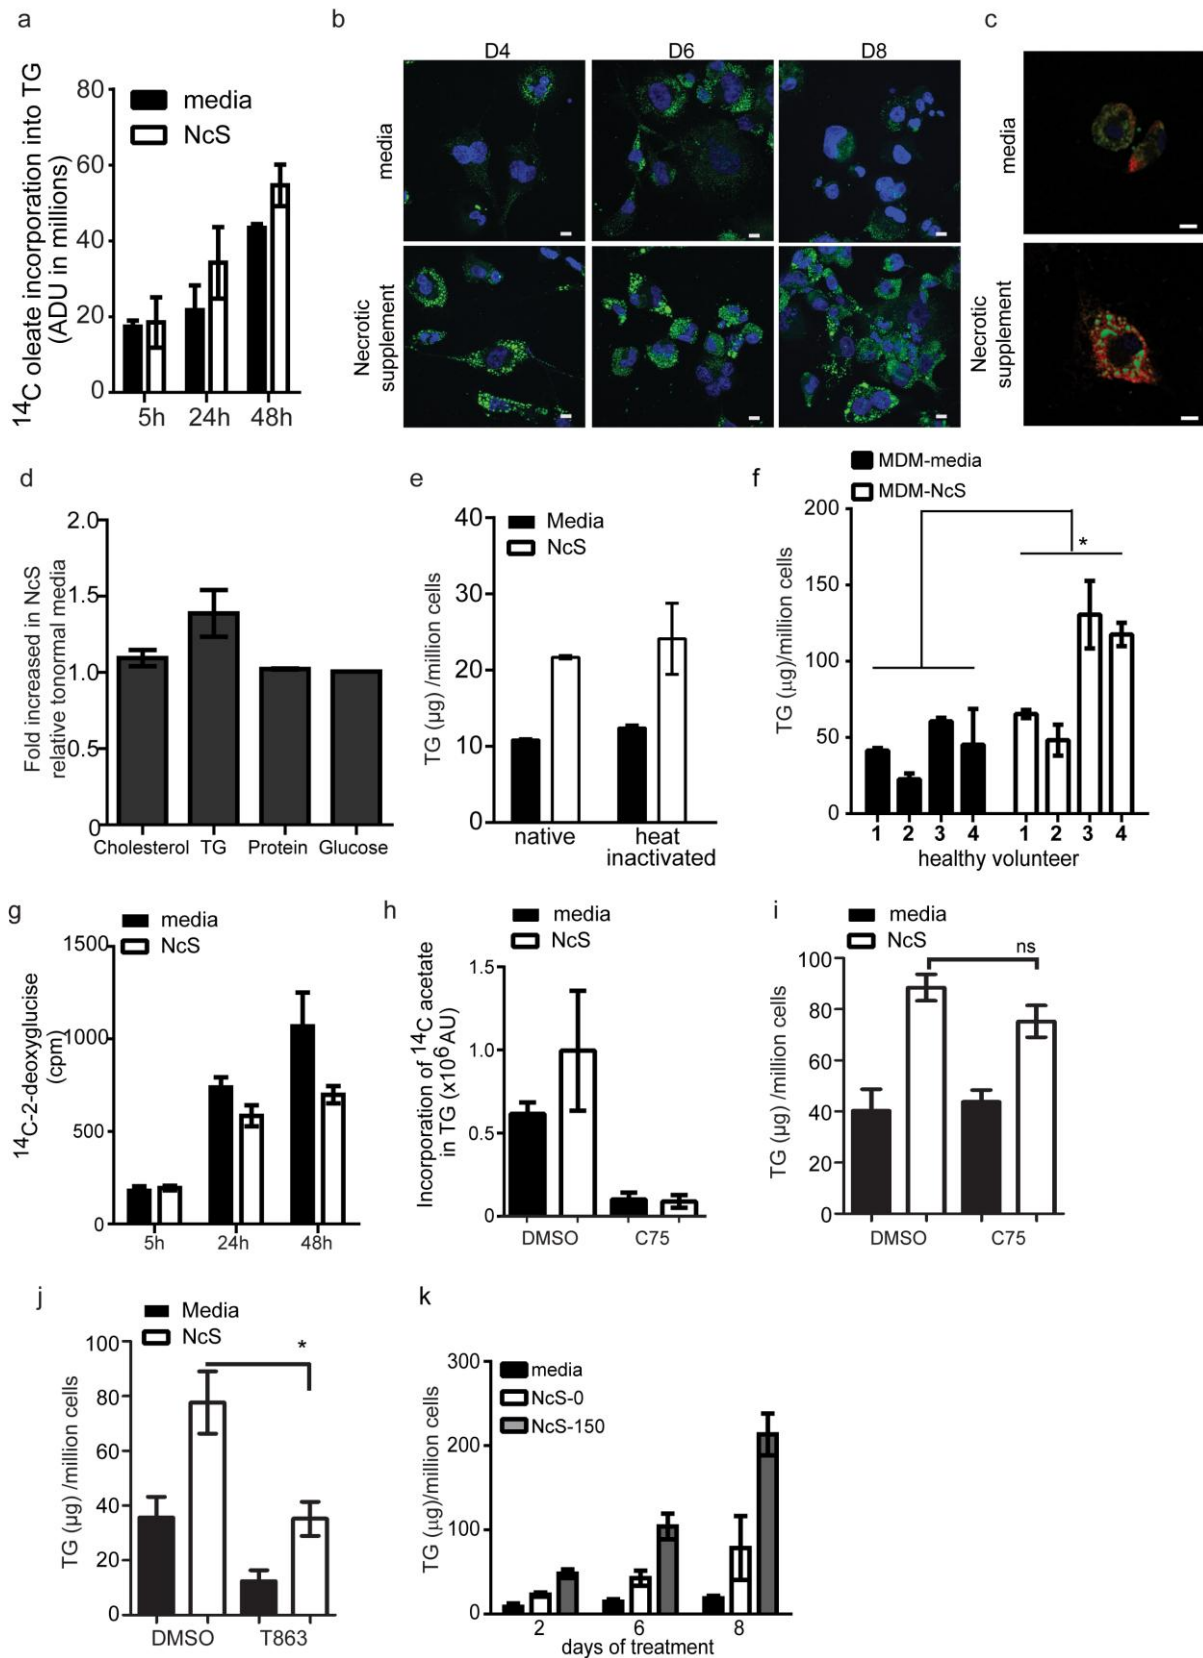 a
80
60
40
20
0
media
NcS
¹⁴C oleate incorporation into TG
(ADU in millions)
5h 24h 48h
b
D4 D6 D8
media
Necrotic
supplement
c
media
Necrotic
supplement
d
2.0
1.5
1.0
0.5
0
Fold increased in NcS
relative tonormal media
Cholesterol TG Protein Glucose
e
Media
NcS
40
30
20
10
0
TG (µg) /million cells
native heat
inactivated
f
MDM-media
MDM-NcS
200
150
100
50
0
TG (µg)/million cells
*
1 2 3 4 1 2 3 4
healthy volunteer
g
media
NcS
1500
1000
500
0
¹⁴C-2-deoxyglucise
(cpm)
5h 24h 48h
h
media
NcS
1.5
1.0
0.5
0
Incorporation of ¹⁴C acetate
in TG (x10⁶ AU)
DMSO C75
i
media
NcS
ns
100
80
60
40
20
0
TG (µg) /million cells
DMSO C75
j
Media
NcS
*
100
80
60
40
20
0
TG (µg) /million cells
DMSO T863
k
300
200
100
0
media
NcS-0
NcS-150
TG (µg)/million cells
2 6 8
days of treatment